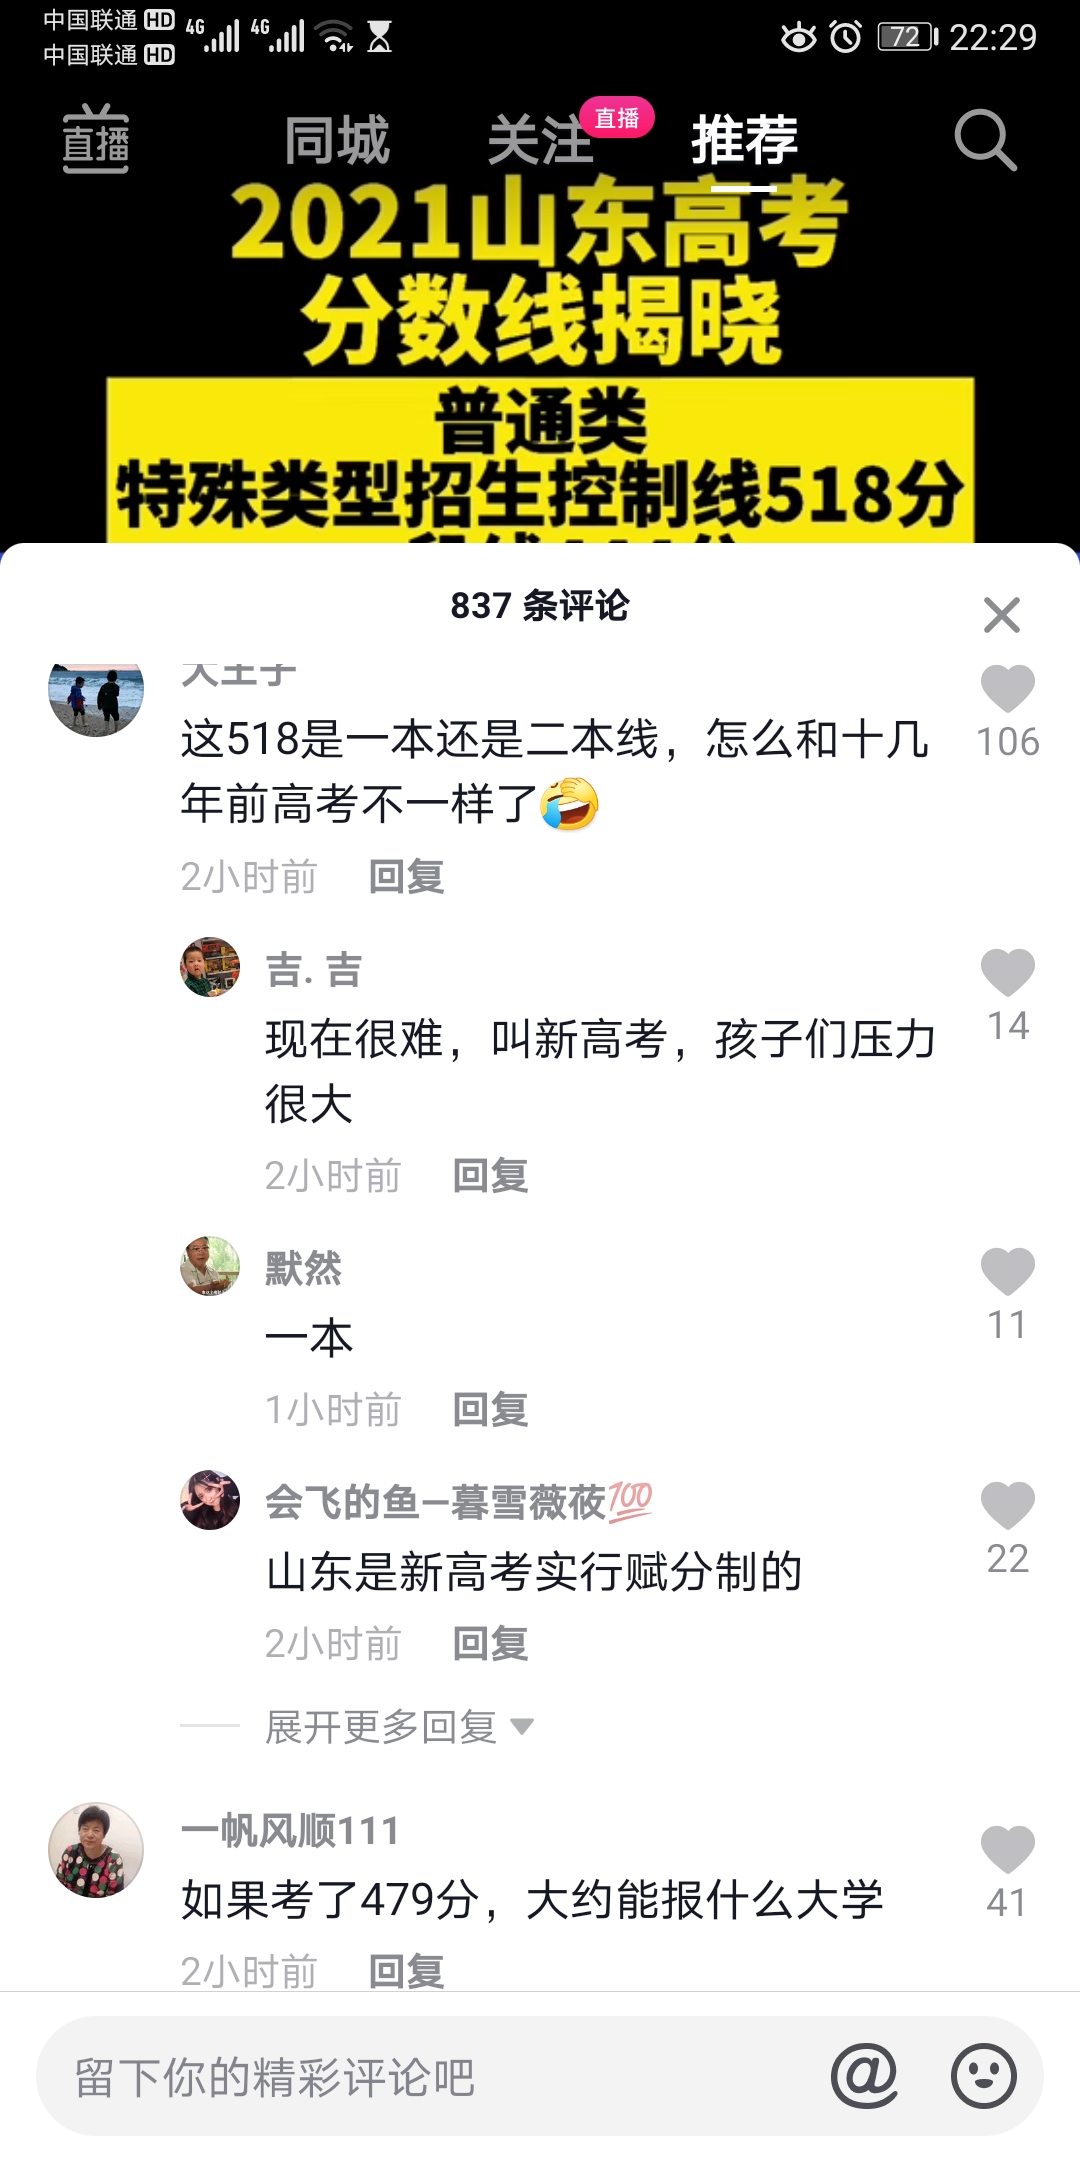 中国联通 HD 4G 4G 72 22:29
中国联通 HD
直播 同城 关注 直播 推荐
2021山东高考
分数线揭晓
普通类
特殊类型招生控制线518分
837 条评论
大王子
这518是一本还是二本线，怎么和十几
年前高考不一样了
106
2小时前 回复
吉. 吉
现在很难，叫新高考，孩子们压力
很大
14
2小时前 回复
默然
一本
11
1小时前 回复
会飞的鱼—暮雪薇莜100
山东是新高考实行赋分制的
22
2小时前 回复
展开更多回复
一帆风顺111
如果考了479分，大约能报什么大学
41
2小时前 回复
留下你的精彩评论吧 @